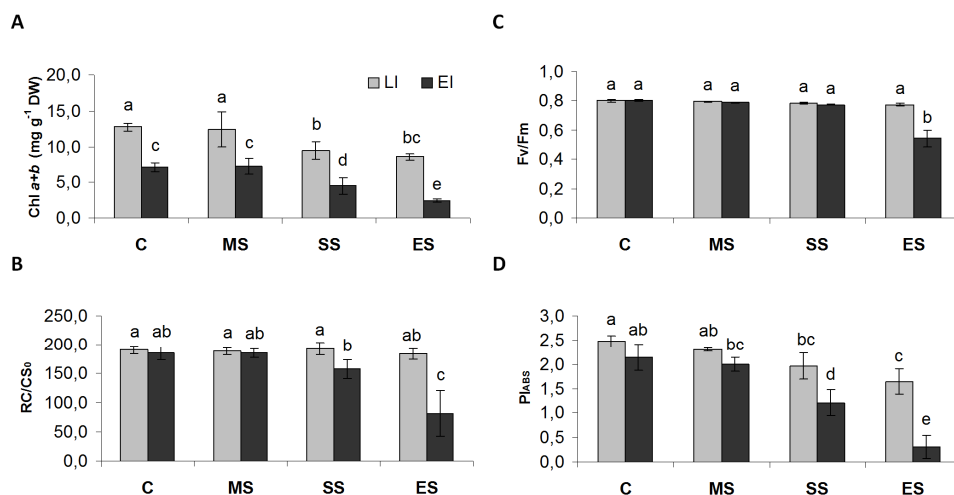 A
20,0
15,0
10,0
5,0
0,0
Chl a+b (mg g⁻¹ DW)
LI EI
a c a c b d bc e
C MS SS ES
B
250,0
200,0
150,0
100,0
50,0
0,0
RC/CS₀
a ab a ab a b ab c
C MS SS ES
C
1,0
0,8
0,6
0,4
0,2
0,0
Fv/Fm
a a a a a a a b
C MS SS ES
D
3,0
2,5
2,0
1,5
1,0
0,5
0,0
PIABS
a ab ab bc bc d c e
C MS SS ES